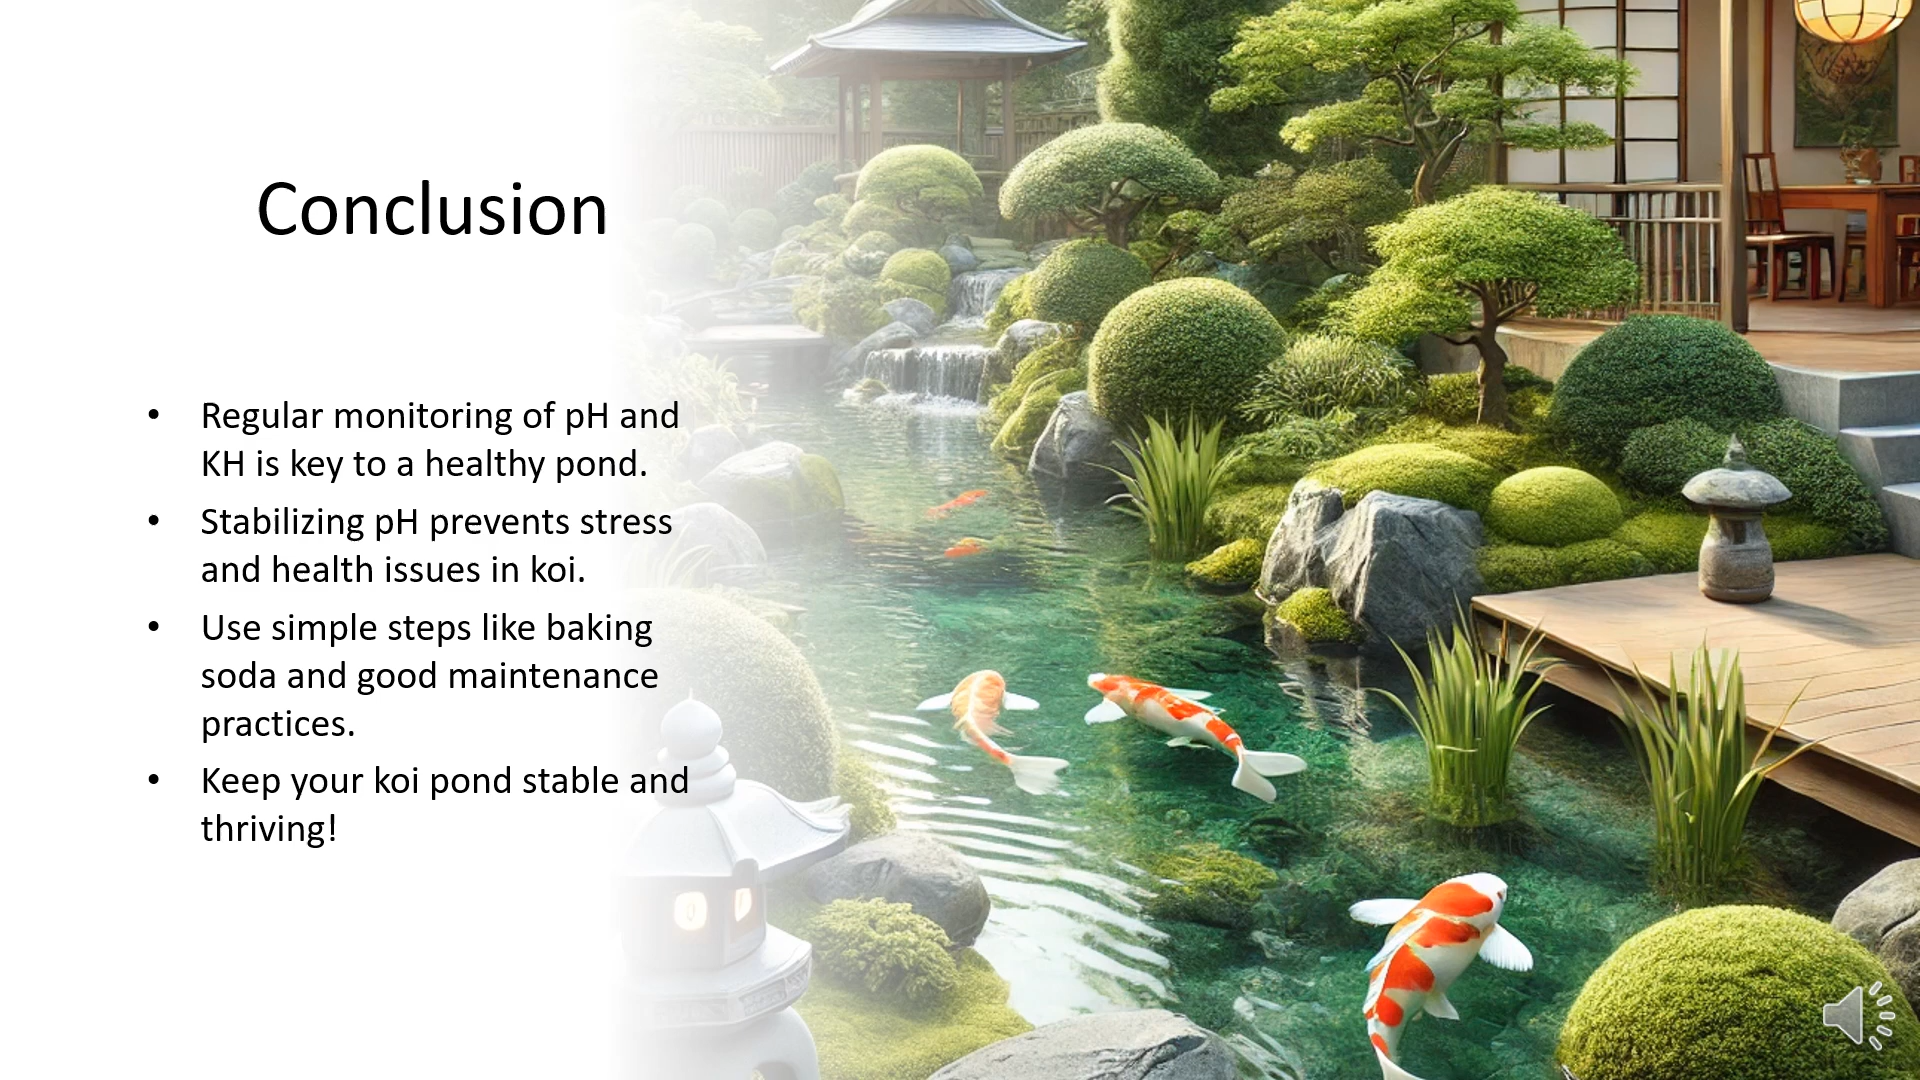 Conclusion
• Regular monitoring of pH and
KH is key to a healthy pond.
• Stabilizing pH prevents stress
and health issues in koi.
• Use simple steps like baking
soda and good maintenance
practices.
• Keep your koi pond stable and
thriving!